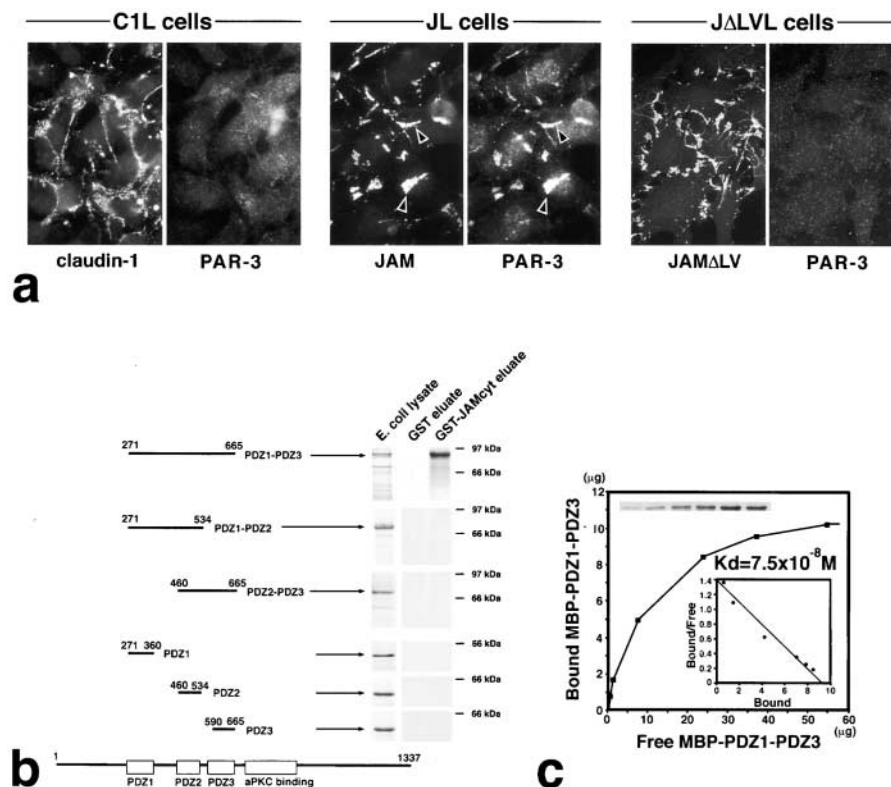 C1L cells JL cells JΔLVL cells
claudin-1 PAR-3 JAM PAR-3 JAMΔLV PAR-3
a
E. coli lysate
GST eluate
GST-JAMcyt eluate
271 665 PDZ1-PDZ3 97 kDa
66 kDa
271 534 PDZ1-PDZ2 97 kDa
66 kDa
460 665 PDZ2-PDZ3 97 kDa
66 kDa
271 360 PDZ1 66 kDa
460 534 PDZ2 66 kDa
590 665 PDZ3 66 kDa
1 1337
PDZ1 PDZ2 PDZ3 aPKC binding
b
(μg)
12
10
8
6
4
2
0
Bound MBP-PDZ1-PDZ3
Kd=7.5x10⁻⁸M
1.4
1.2
1.0
0.8
0.6
0.4
0.2
0
Bound/Free
0 2 4 6 8 10
Bound
0 10 20 30 40 50 60
(μg)
Free MBP-PDZ1-PDZ3
c